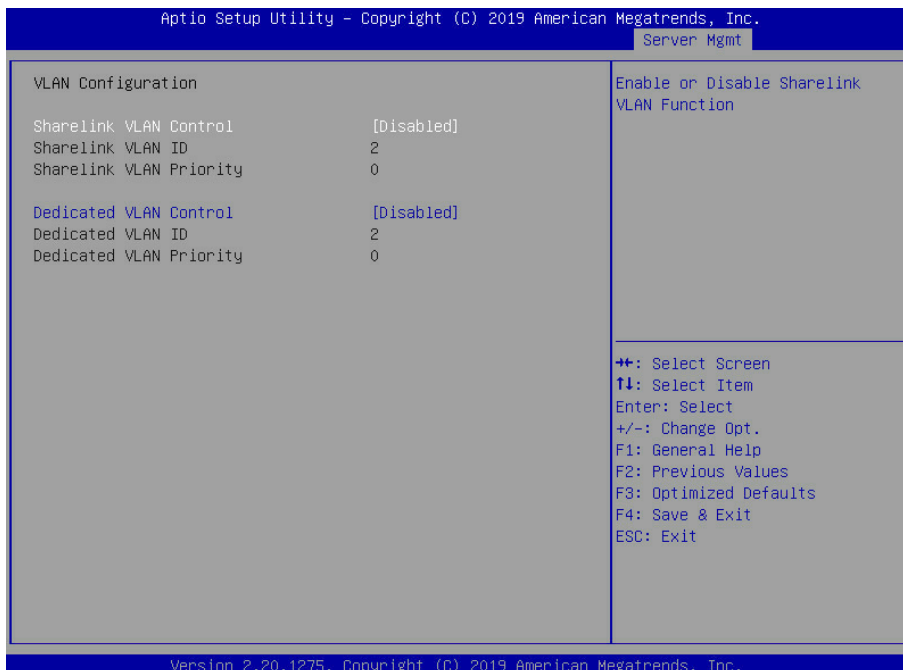 Aptio Setup Utility – Copyright (C) 2019 American Megatrends, Inc.
Server Mgmt
VLAN Configuration
Sharelink VLAN Control [Disabled]
Sharelink VLAN ID 2
Sharelink VLAN Priority 0
Dedicated VLAN Control [Disabled]
Dedicated VLAN ID 2
Dedicated VLAN Priority 0
Enable or Disable Sharelink
VLAN Function
→←: Select Screen
↑↓: Select Item
Enter: Select
+/-: Change Opt.
F1: General Help
F2: Previous Values
F3: Optimized Defaults
F4: Save & Exit
ESC: Exit
Version 2.20.1275. Copyright (C) 2019 American Megatrends, Inc.